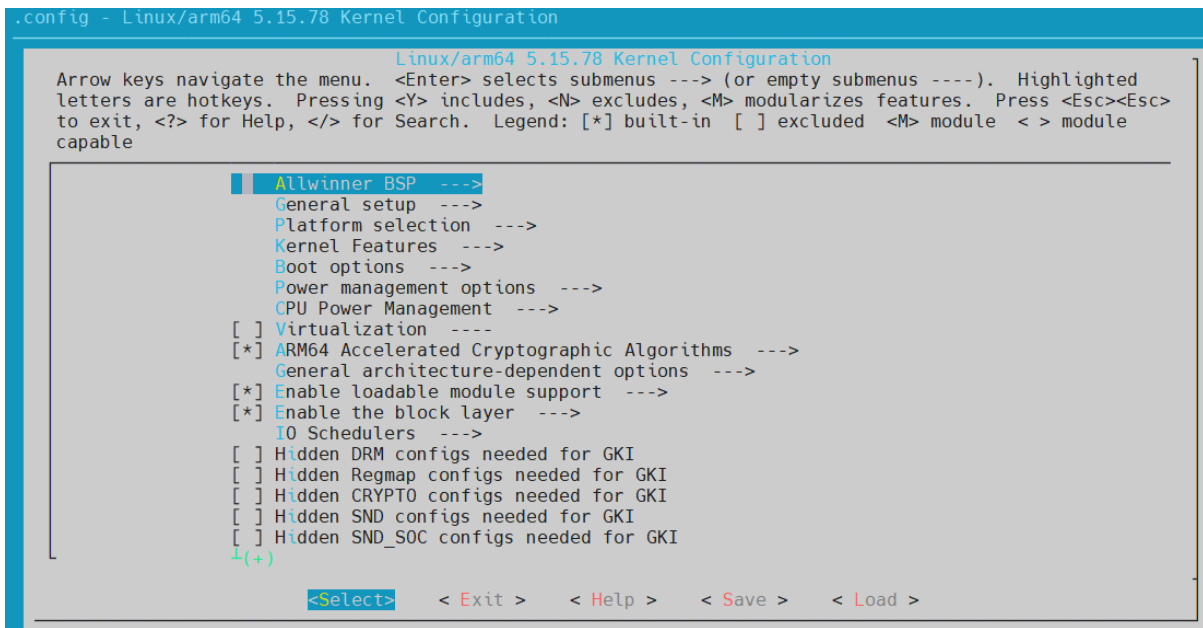 .config - Linux/arm64 5.15.78 Kernel Configuration
Linux/arm64 5.15.78 Kernel Configuration
Arrow keys navigate the menu.  <Enter> selects submenus ---> (or empty submenus ----).  Highlighted
letters are hotkeys.  Pressing <Y> includes, <N> excludes, <M> modularizes features.  Press <Esc><Esc>
to exit, <?> for Help, </> for Search.  Legend: [*] built-in  [ ] excluded  <M> module  < > module
capable
Allwinner BSP  --->
General setup  --->
Platform selection  --->
Kernel Features  --->
Boot options  --->
Power management options  --->
CPU Power Management  --->
[ ] Virtualization  ----
[*] ARM64 Accelerated Cryptographic Algorithms  --->
General architecture-dependent options  --->
[*] Enable loadable module support  --->
[*] Enable the block layer  --->
IO Schedulers  --->
[ ] Hidden DRM configs needed for GKI
[ ] Hidden Regmap configs needed for GKI
[ ] Hidden CRYPTO configs needed for GKI
[ ] Hidden SND configs needed for GKI
[ ] Hidden SND_SOC configs needed for GKI
┴(+)
<Select>    < Exit >    < Help >    < Save >    < Load >